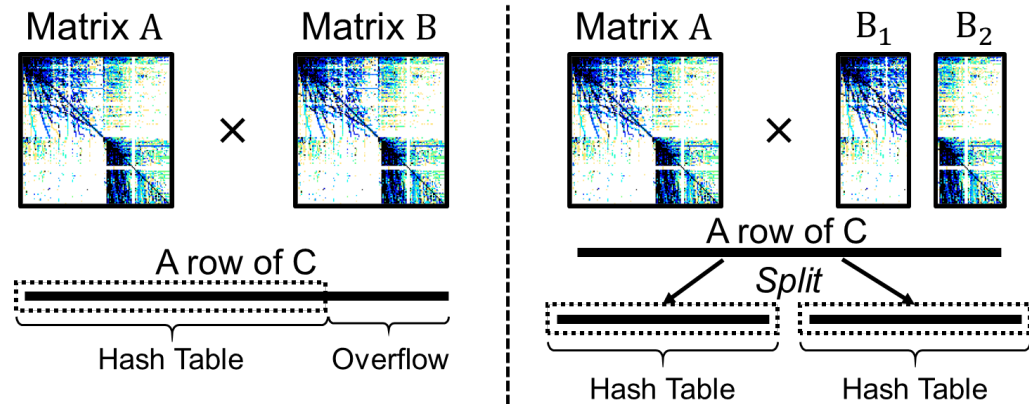 Matrix A
Matrix B
×
A row of C
Hash Table
Overflow
Matrix A
B₁
B₂
×
A row of C
Split
Hash Table
Hash Table